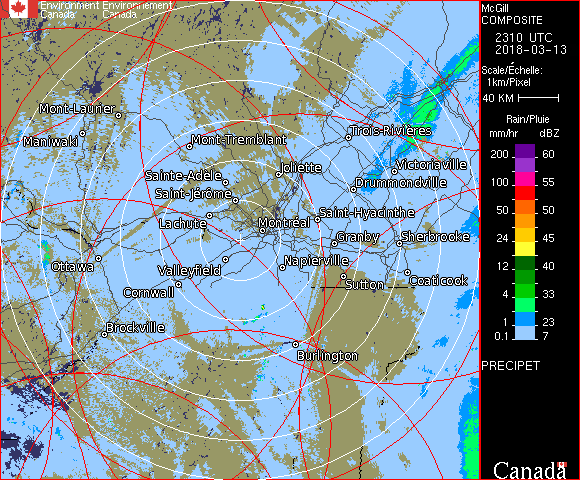 Environment Environnement
Canada Canada
McGill
COMPOSITE
2310 UTC
2018-03-13
Scale/Échelle:
1km/Pixel
40 KM
Rain/Pluie
mm/hr dBZ
200 60
100 55
50 50
24 45
12 40
4 33
1 23
0.1 7
PRECIPET
Canada
Mont-Laurier
Maniwaki
Mont-Tremblant
Trois-Rivières
Sainte-Adèle
Joliette
Victoriaville
Saint-Jérôme
Drummondville
Lachute
Montréal
Saint-Hyacinthe
Granby
Sherbrooke
Ottawa
Valleyfield
Napierville
Cornwall
Sutton
Coaticook
Brockville
Burlington